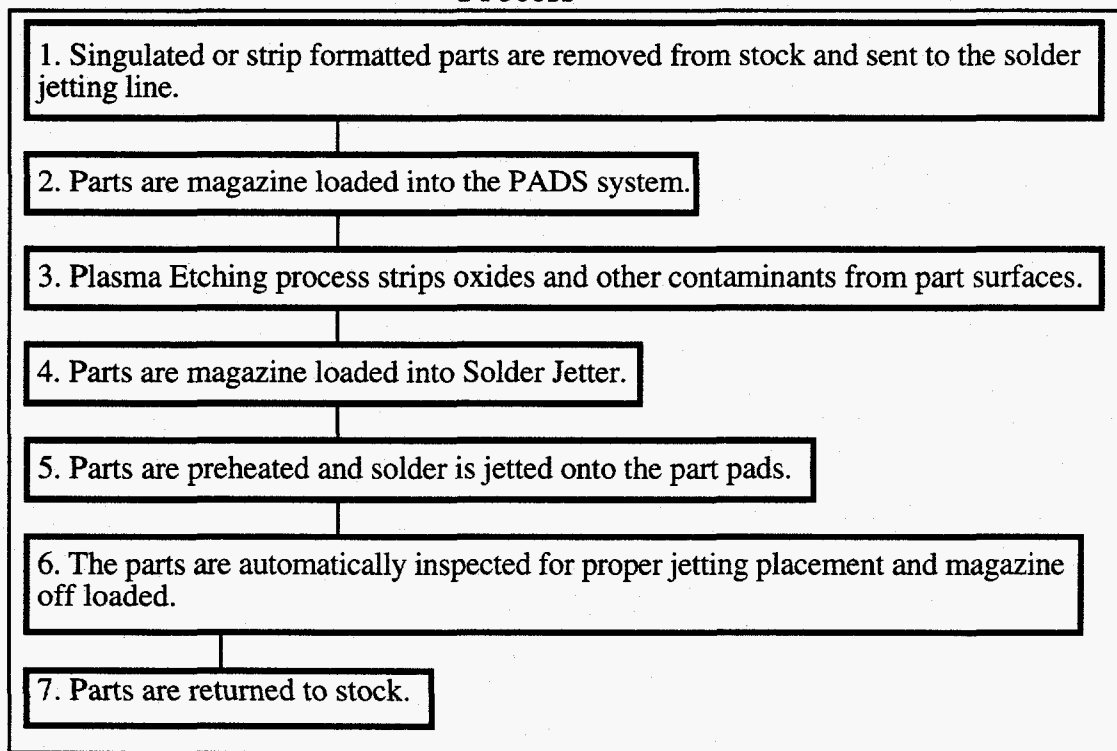 1. Singulated or strip formatted parts are removed from stock and sent to the solder
jetting line.
2. Parts are magazine loaded into the PADS system.
3. Plasma Etching process strips oxides and other contaminants from part surfaces.
4. Parts are magazine loaded into Solder Jetter.
5. Parts are preheated and solder is jetted onto the part pads.
6. The parts are automatically inspected for proper jetting placement and magazine
off loaded.
7. Parts are returned to stock.